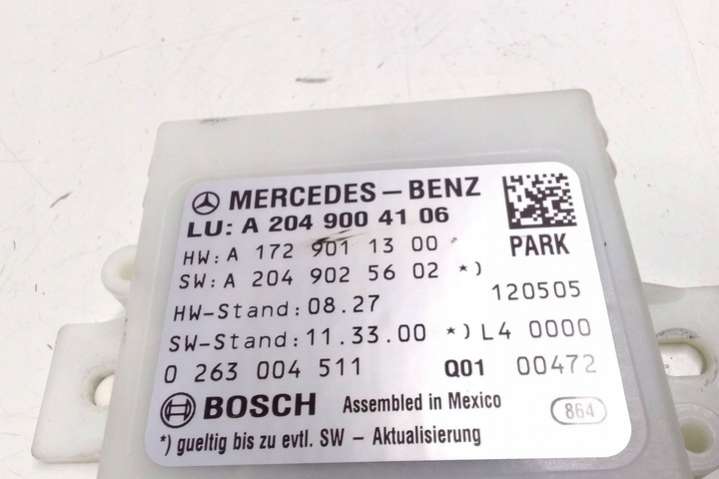 MERCEDES-BENZ
LU: A 204 900 41 06
PARK
HW: A 172 901 13 00
SW: A 204 902 56 02 *)
120505
HW-Stand: 08.27
SW-Stand: 11.33.00 *) L4 0000
0 263 004 511 Q01 00472
BOSCH Assembled in Mexico 864
*) gueltig bis zu evtl. SW - Aktualisierung